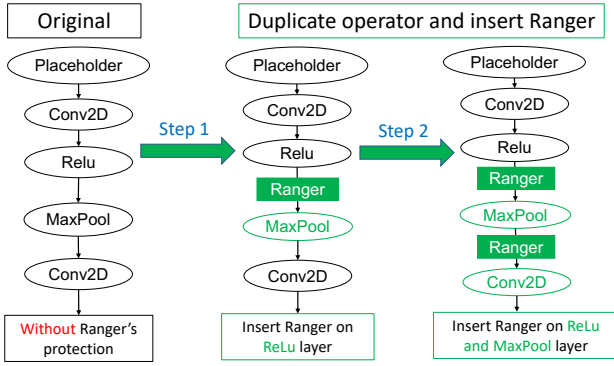 Original
Duplicate operator and insert Ranger
Placeholder
Conv2D
Relu
MaxPool
Conv2D
Without Ranger's
protection
Step 1
Placeholder
Conv2D
Relu
Ranger
MaxPool
Conv2D
Insert Ranger on
ReLu layer
Step 2
Placeholder
Conv2D
Relu
Ranger
MaxPool
Ranger
Conv2D
Insert Ranger on ReLu
and MaxPool layer